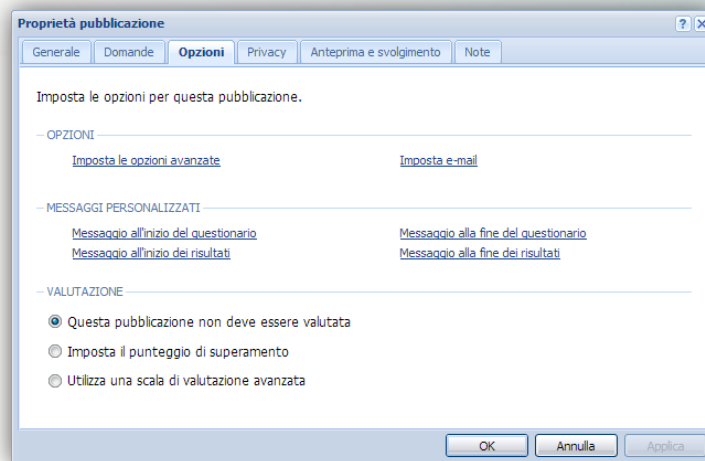 Proprietà pubblicazione
Generale Domande Opzioni Privacy Anteprima e svolgimento Note
Imposta le opzioni per questa pubblicazione.
OPZIONI
Imposta le opzioni avanzate Imposta e-mail
MESSAGGI PERSONALIZZATI
Messaggio all'inizio del questionario Messaggio alla fine del questionario
Messaggio all'inizio dei risultati Messaggio alla fine dei risultati
VALUTAZIONE
Questa pubblicazione non deve essere valutata
Imposta il punteggio di superamento
Utilizza una scala di valutazione avanzata
OK Annulla Applica